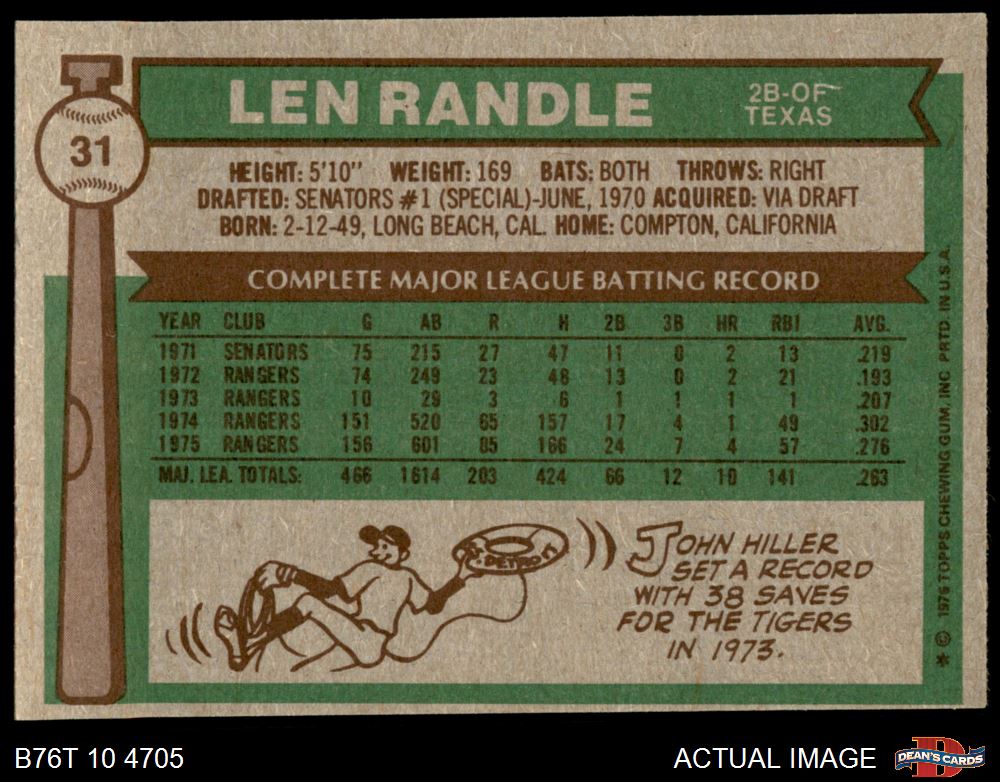 31
LEN RANDLE
2B-OF
TEXAS
HEIGHT: 5'10" WEIGHT: 169 BATS: BOTH THROWS: RIGHT
DRAFTED: SENATORS #1 (SPECIAL)-JUNE, 1970 ACQUIRED: VIA DRAFT
BORN: 2-12-49, LONG BEACH, CAL. HOME: COMPTON, CALIFORNIA
COMPLETE MAJOR LEAGUE BATTING RECORD
YEAR CLUB G AB R H 2B 3B HR RBI AVG.
1971 SENATORS 75 215 27 47 11 0 2 13 .219
1972 RANGERS 74 249 23 48 13 0 2 21 .193
1973 RANGERS 10 29 3 6 1 1 1 1 .207
1974 RANGERS 151 520 65 157 17 4 1 49 .302
1975 RANGERS 156 601 85 166 24 7 4 57 .276
MAJ. LEA. TOTALS: 466 1614 203 424 66 12 10 141 .263
DETROIT
JOHN HILLER
SET A RECORD
WITH 38 SAVES
FOR THE TIGERS
IN 1973.
* © 1976 TOPPS CHEWING GUM, INC PRTD. IN U.S.A.
B76T 10 4705
ACTUAL IMAGE
D
DEAN'S CARDS